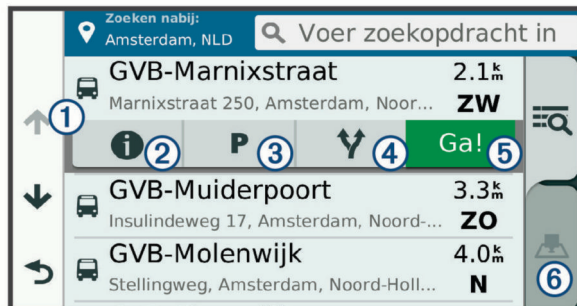 Zoeken nabij:
Amsterdam, NLD
Voer zoekopdracht in
GVB-Marnixstraat 2.1 km
Marnixstraat 250, Amsterdam, Noor... ZW
1
2 P 3 4 Ga! 5
GVB-Muiderpoort 3.3 km
Insulindeweg 17, Amsterdam, Noord-... ZO
GVB-Molenwijk 4.0 km
Stellingweg, Amsterdam, Noord-Holl... N
6